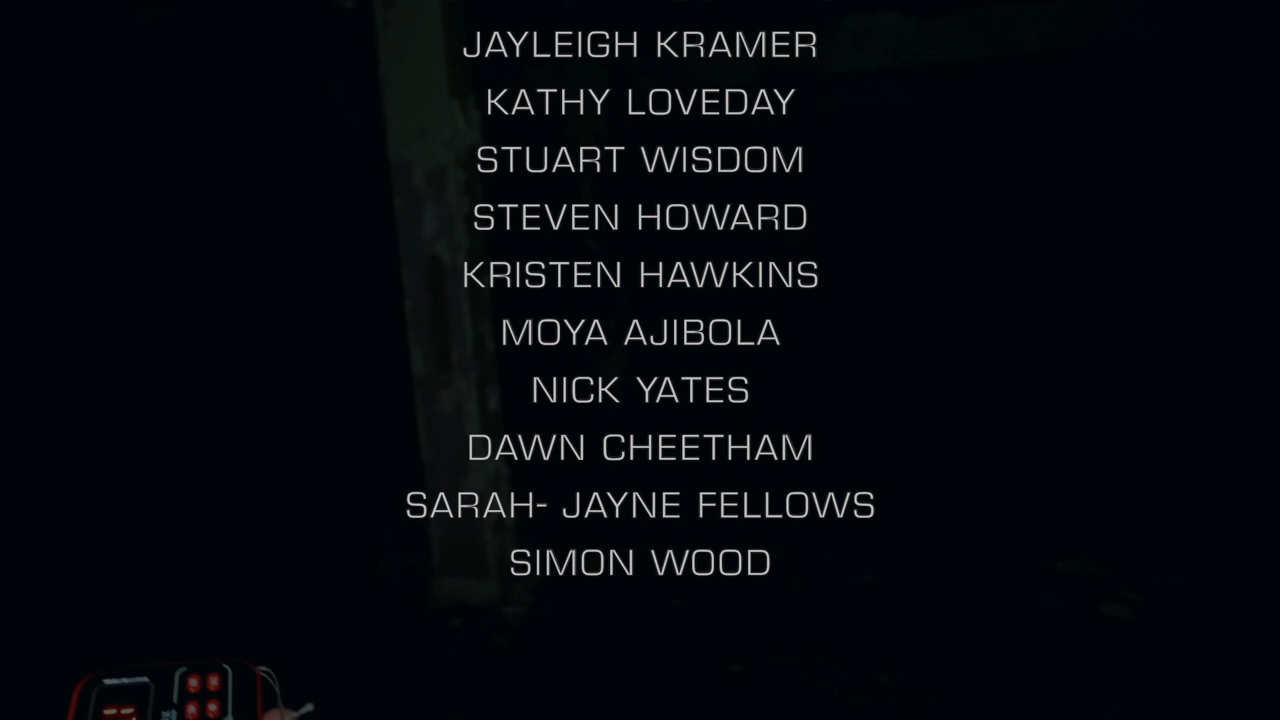 JAYLEIGH KRAMER
KATHY LOVEDAY
STUART WISDOM
STEVEN HOWARD
KRISTEN HAWKINS
MOYA AJIBOLA
NICK YATES
DAWN CHEETHAM
SARAH- JAYNE FELLOWS
SIMON WOOD